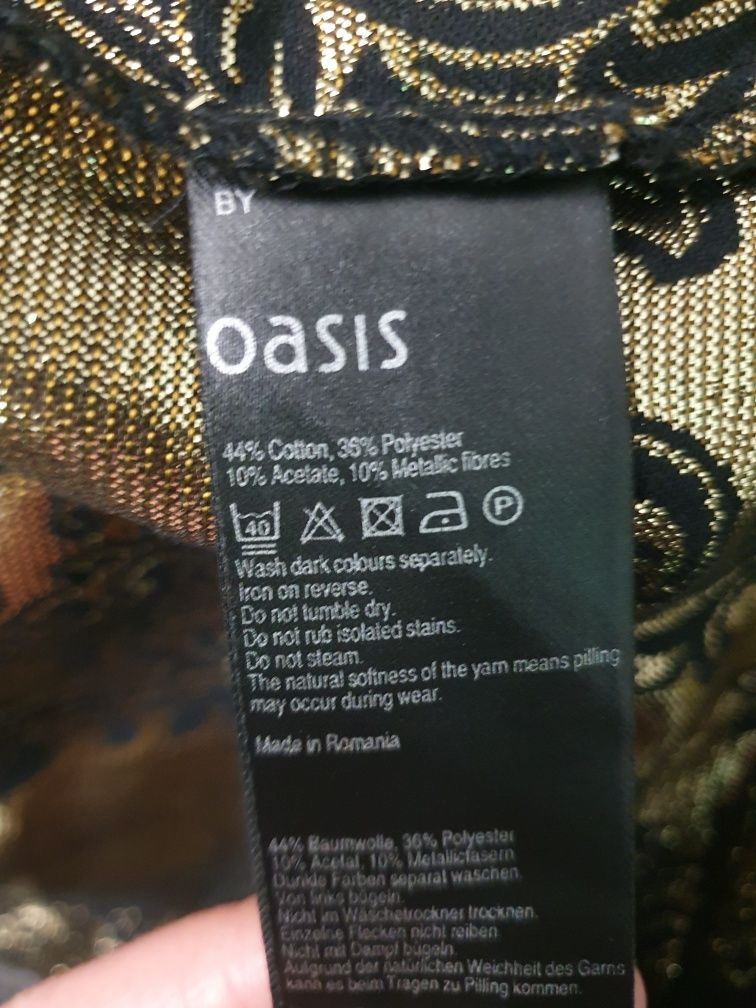 BY
oasis
44% Cotton, 36% Polyester
10% Acetate, 10% Metallic fibres
40 P
Wash dark colours separately.
Iron on reverse.
Do not tumble dry.
Do not rub isolated stains.
Do not steam.
The natural softness of the yarn means pilling
may occur during wear.
Made in Romania
44% Baumwolle, 36% Polyester
10% Acetat, 10% Metallicfasern
Dunkle Farben separat waschen.
Von links bügeln.
Nicht im Wäschetrockner trocknen.
Einzelne Flecken nicht reiben.
Nicht mit Dampf bügeln.
Aufgrund der natürlichen Weichheit des Garns
kann es beim Tragen zu Pilling kommen.